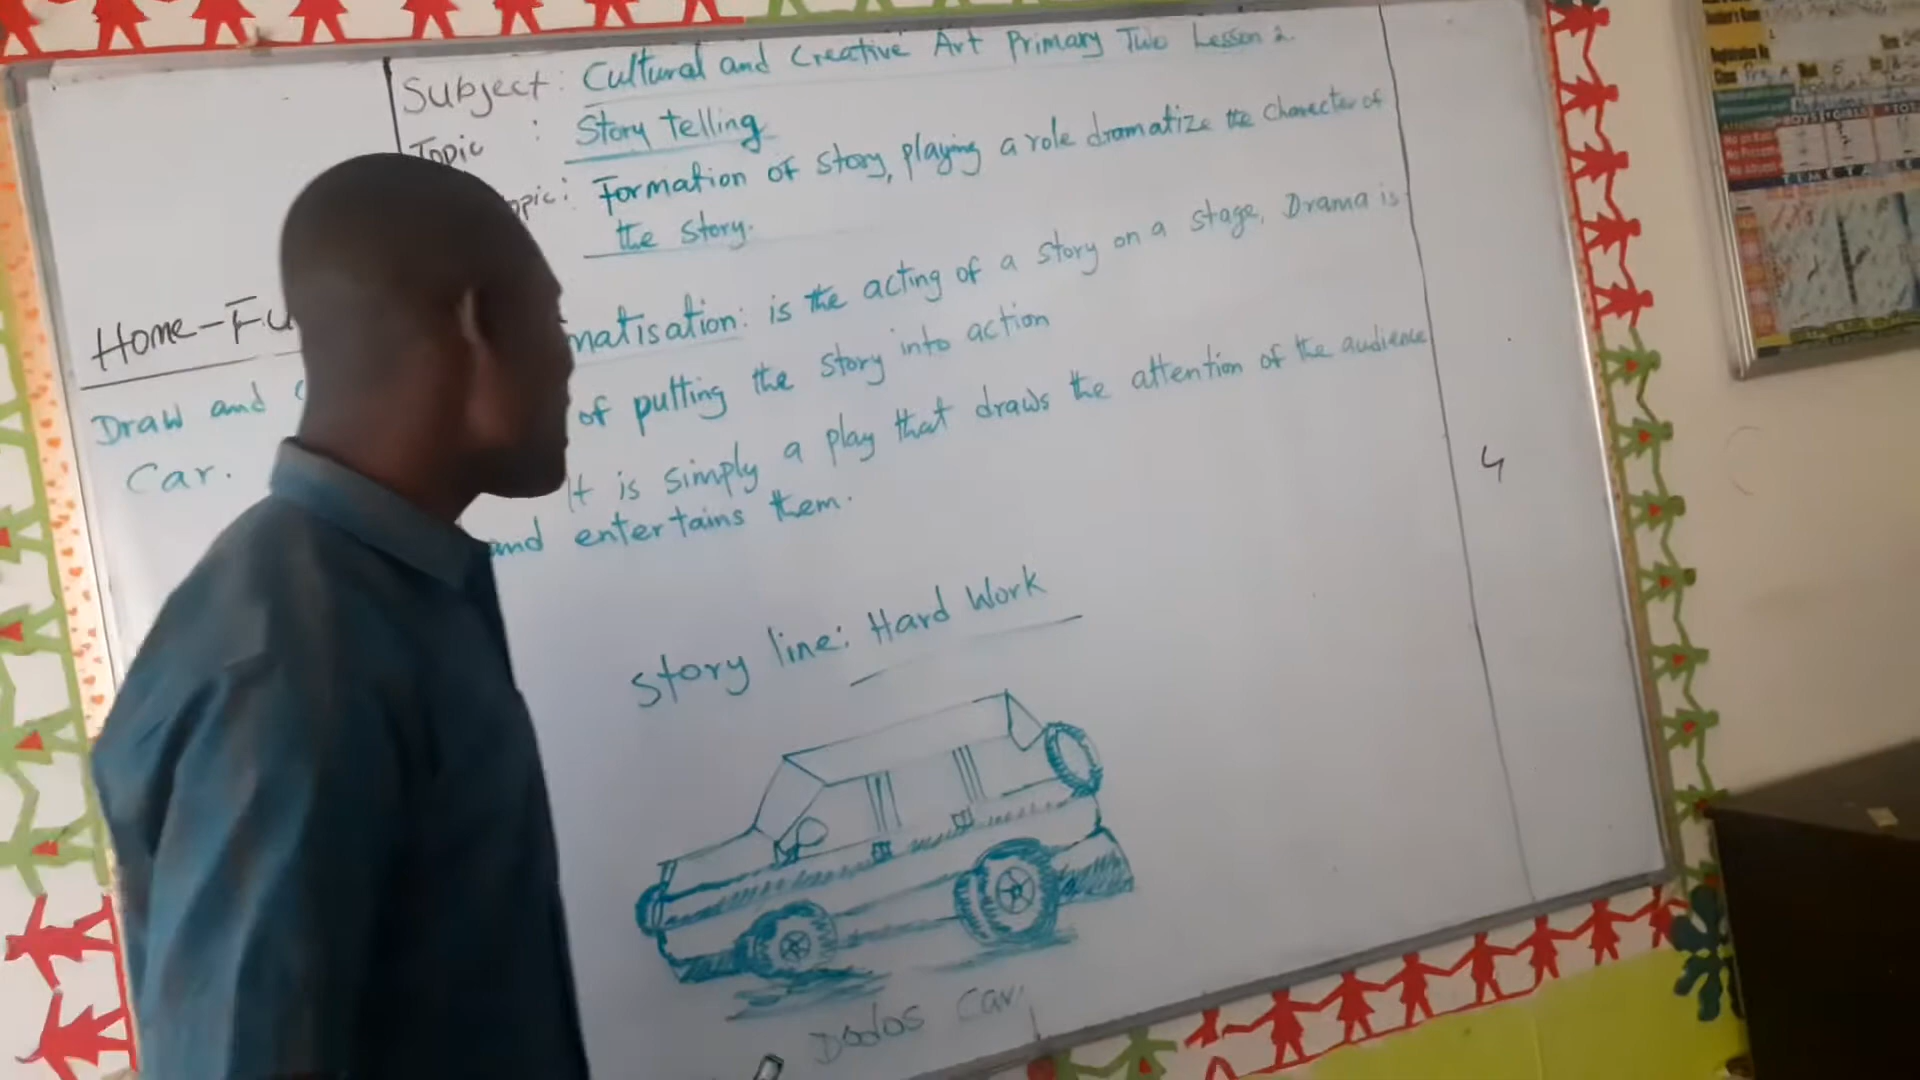 Subject: Cultural and Creative Art Primary Two Lesson 2.
Topic : Story telling
opic: Formation of story, playing a role dramatize the character of
the story.
Home-Fu
matisation: is the acting of a story on a stage, Drama is
of putting the story into action
Draw and
Car.
It is simply a play that draws the attention of the audience
and entertains them.
4
story line: Hard Work
Dodos Car